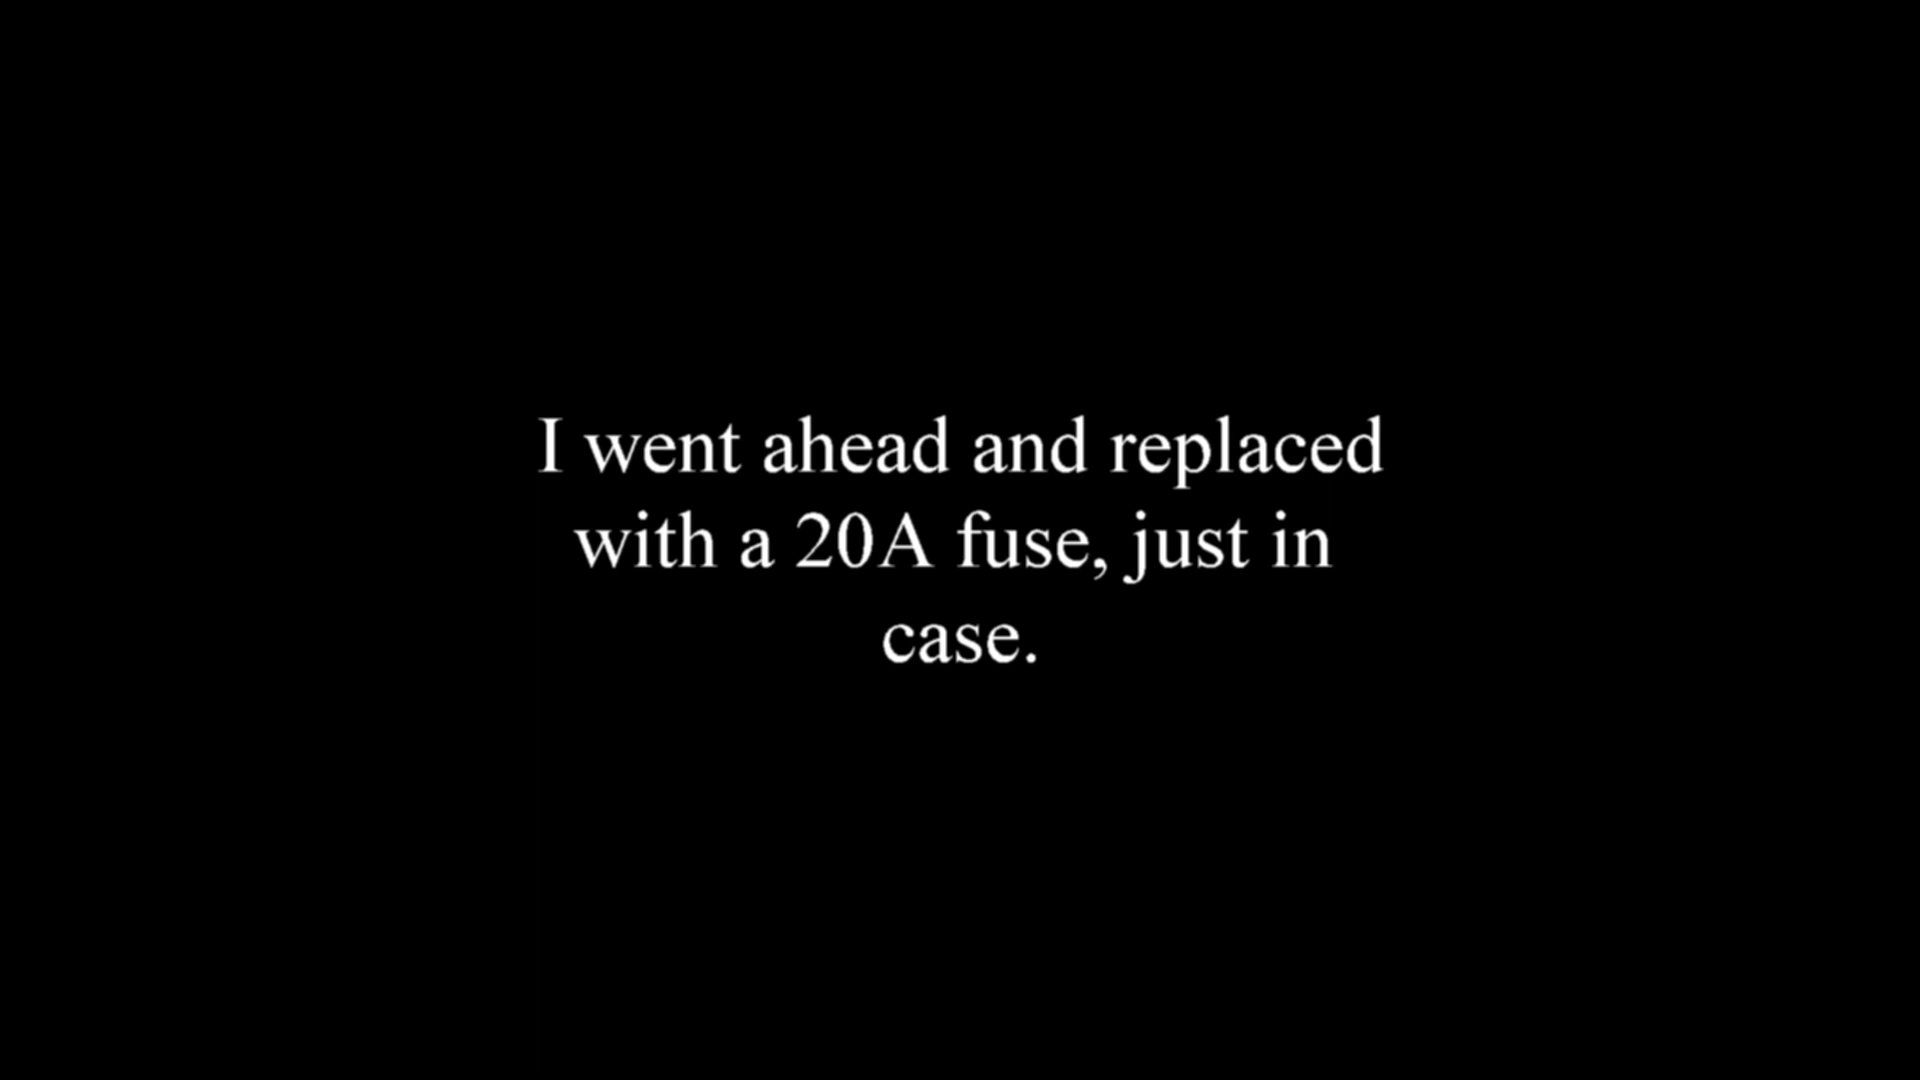 I went ahead and replaced
with a 20A fuse, just in
case.